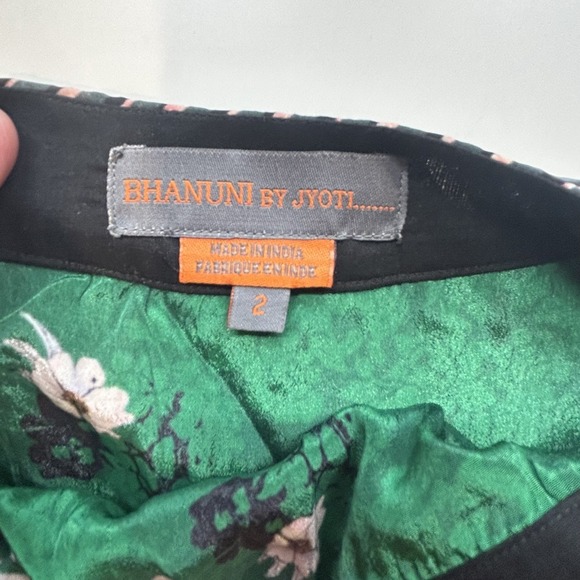 BHANUNI BY JYOTI.......
MADE IN INDIA
FABRIQUE EN INDE
2